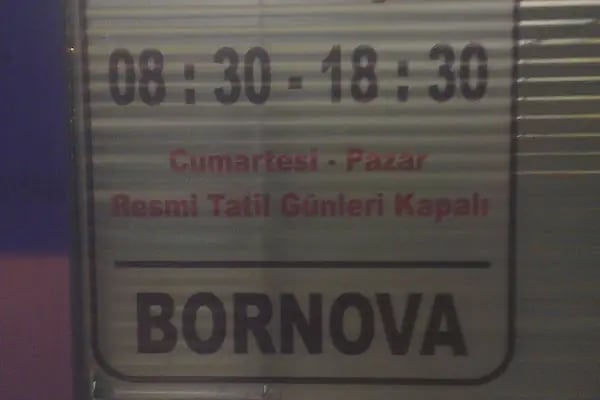 08 : 30 - 18 : 30
Cumartesi - Pazar
Resmi Tatil Günleri Kapalı
BORNOVA